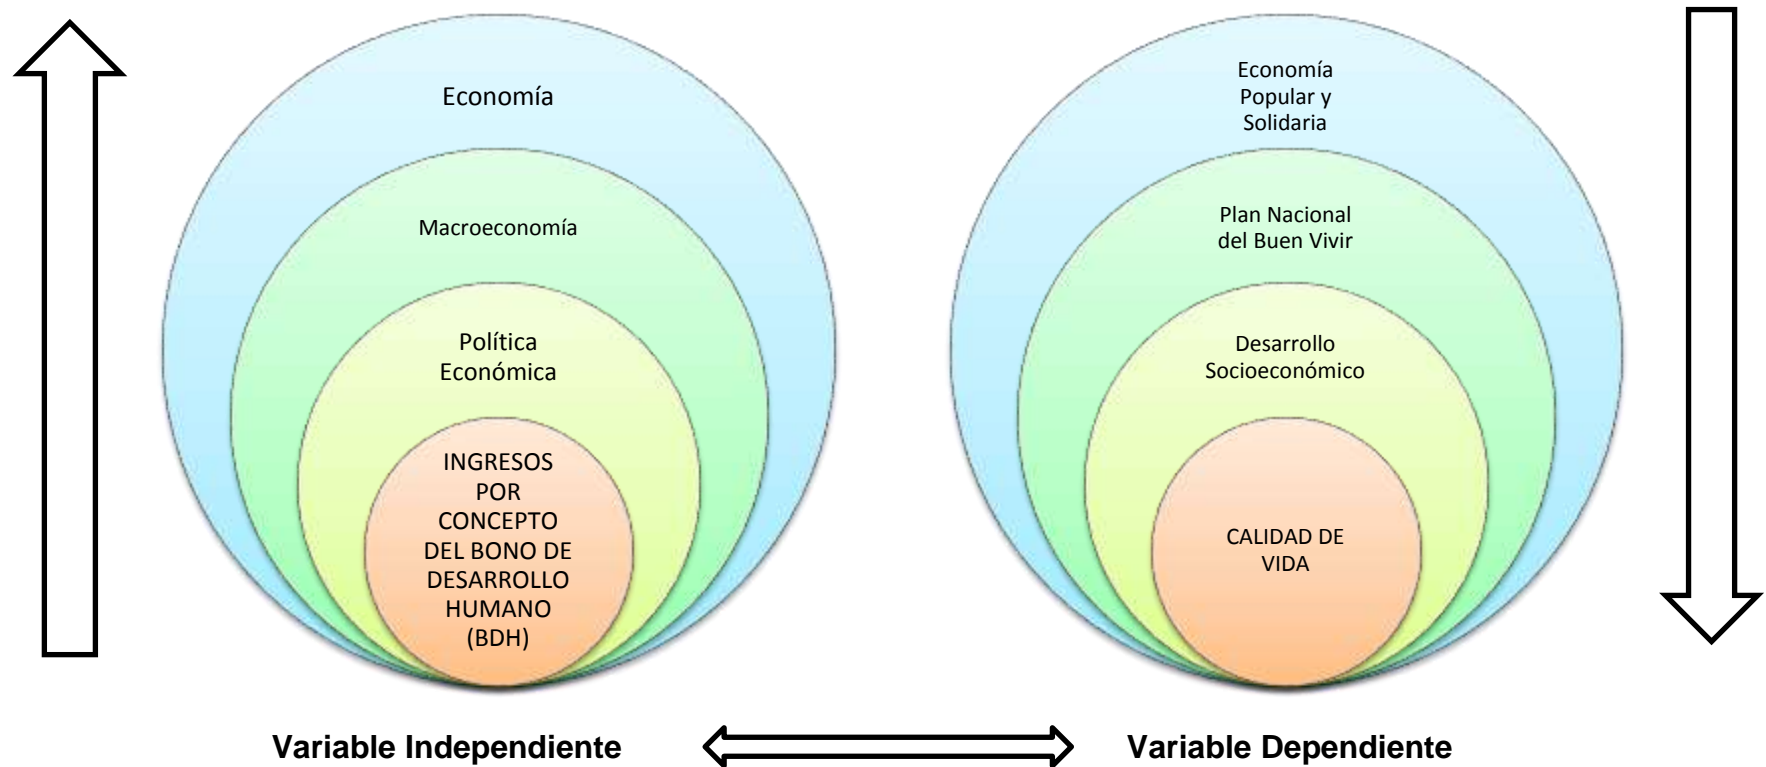 Economía
Macroeconomía
Política
Económica
INGRESOS
POR
CONCEPTO
DEL BONO DE
DESARROLLO
HUMANO
(BDH)
Economía
Popular y
Solidaria
Plan Nacional
del Buen Vivir
Desarrollo
Socioeconómico
CALIDAD DE
VIDA
Variable Independiente
Variable Dependiente